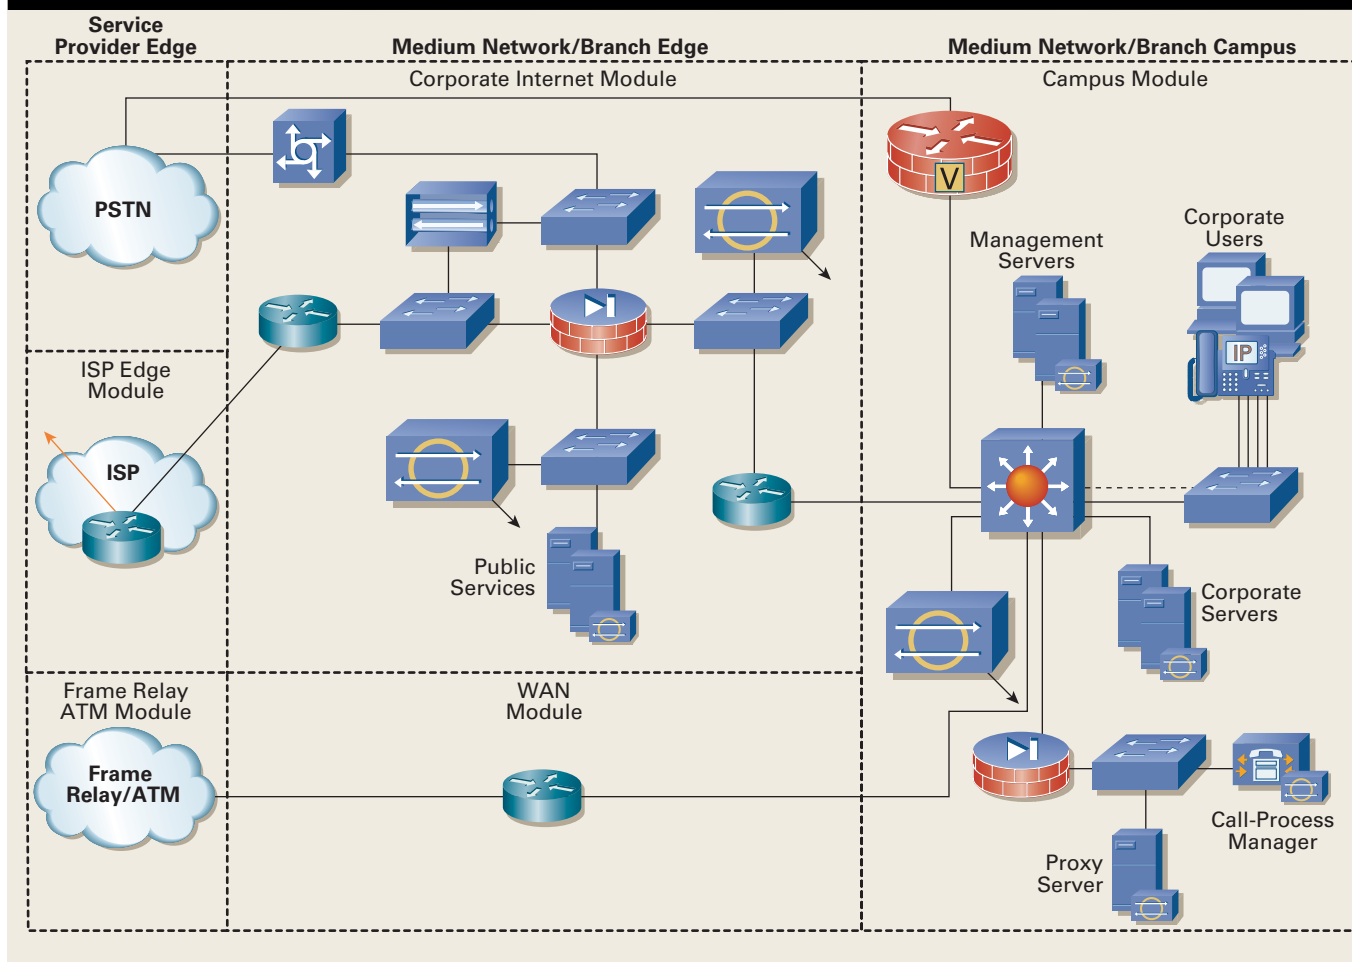 Service
Provider Edge
Medium Network/Branch Edge
Medium Network/Branch Campus
Corporate Internet Module
Campus Module
PSTN
V
Management
Servers
Corporate
Users
IP
ISP Edge
Module
ISP
Public
Services
Corporate
Servers
Frame Relay
ATM Module
WAN
Module
Frame
Relay/ATM
Call-Process
Manager
Proxy
Server